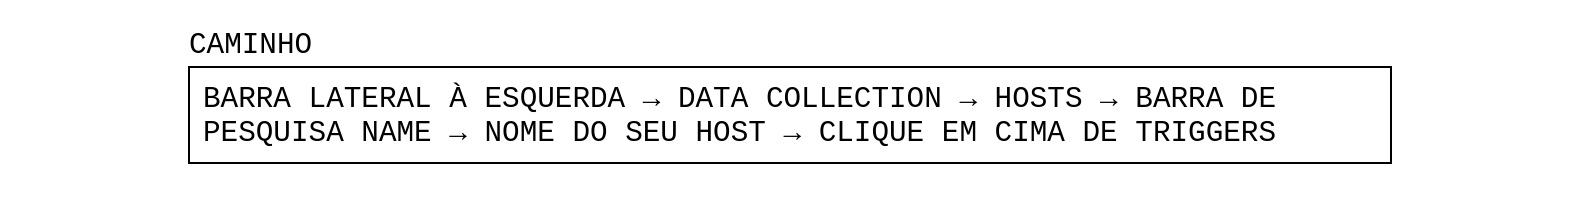 CAMINHO
BARRA LATERAL À ESQUERDA → DATA COLLECTION → HOSTS → BARRA DE
PESQUISA NAME → NOME DO SEU HOST → CLIQUE EM CIMA DE TRIGGERS